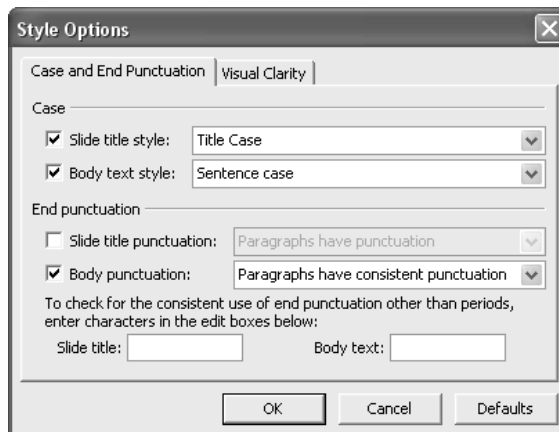 Style Options
Case and End Punctuation Visual Clarity
Case
Slide title style: Title Case
Body text style: Sentence case
End punctuation
Slide title punctuation: Paragraphs have punctuation
Body punctuation: Paragraphs have consistent punctuation
To check for the consistent use of end punctuation other than periods,
enter characters in the edit boxes below:
Slide title: Body text:
OK Cancel Defaults